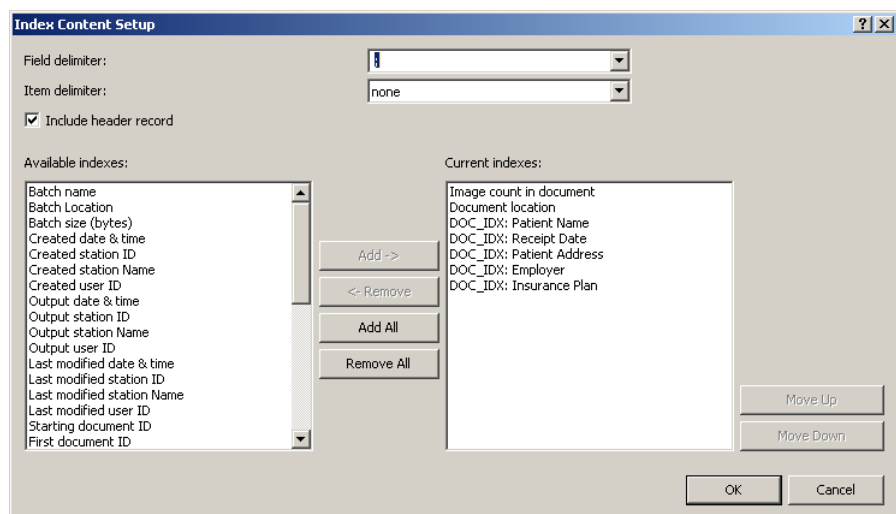 Index Content Setup
Field delimiter:
;
Item delimiter:
none
Include header record
Available indexes:
Batch name
Batch Location
Batch size (bytes)
Created date & time
Created station ID
Created station Name
Created user ID
Output date & time
Output station ID
Output station Name
Output user ID
Last modified date & time
Last modified station ID
Last modified station Name
Last modified user ID
Starting document ID
First document ID
Add ->
<- Remove
Add All
Remove All
Current indexes:
Image count in document
Document location
DOC_IDX: Patient Name
DOC_IDX: Receipt Date
DOC_IDX: Patient Address
DOC_IDX: Employer
DOC_IDX: Insurance Plan
Move Up
Move Down
OK
Cancel